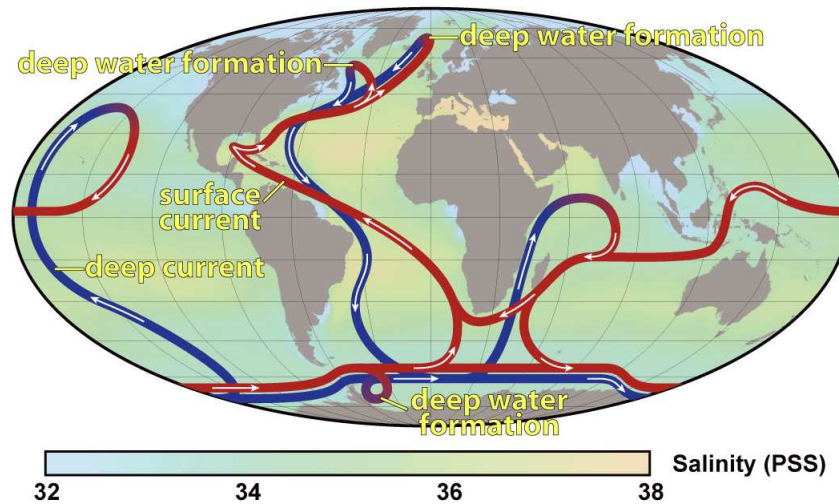 deep water formation
deep water formation
surface
current
deep current
deep water
formation
Salinity (PSS)
32
34
36
38